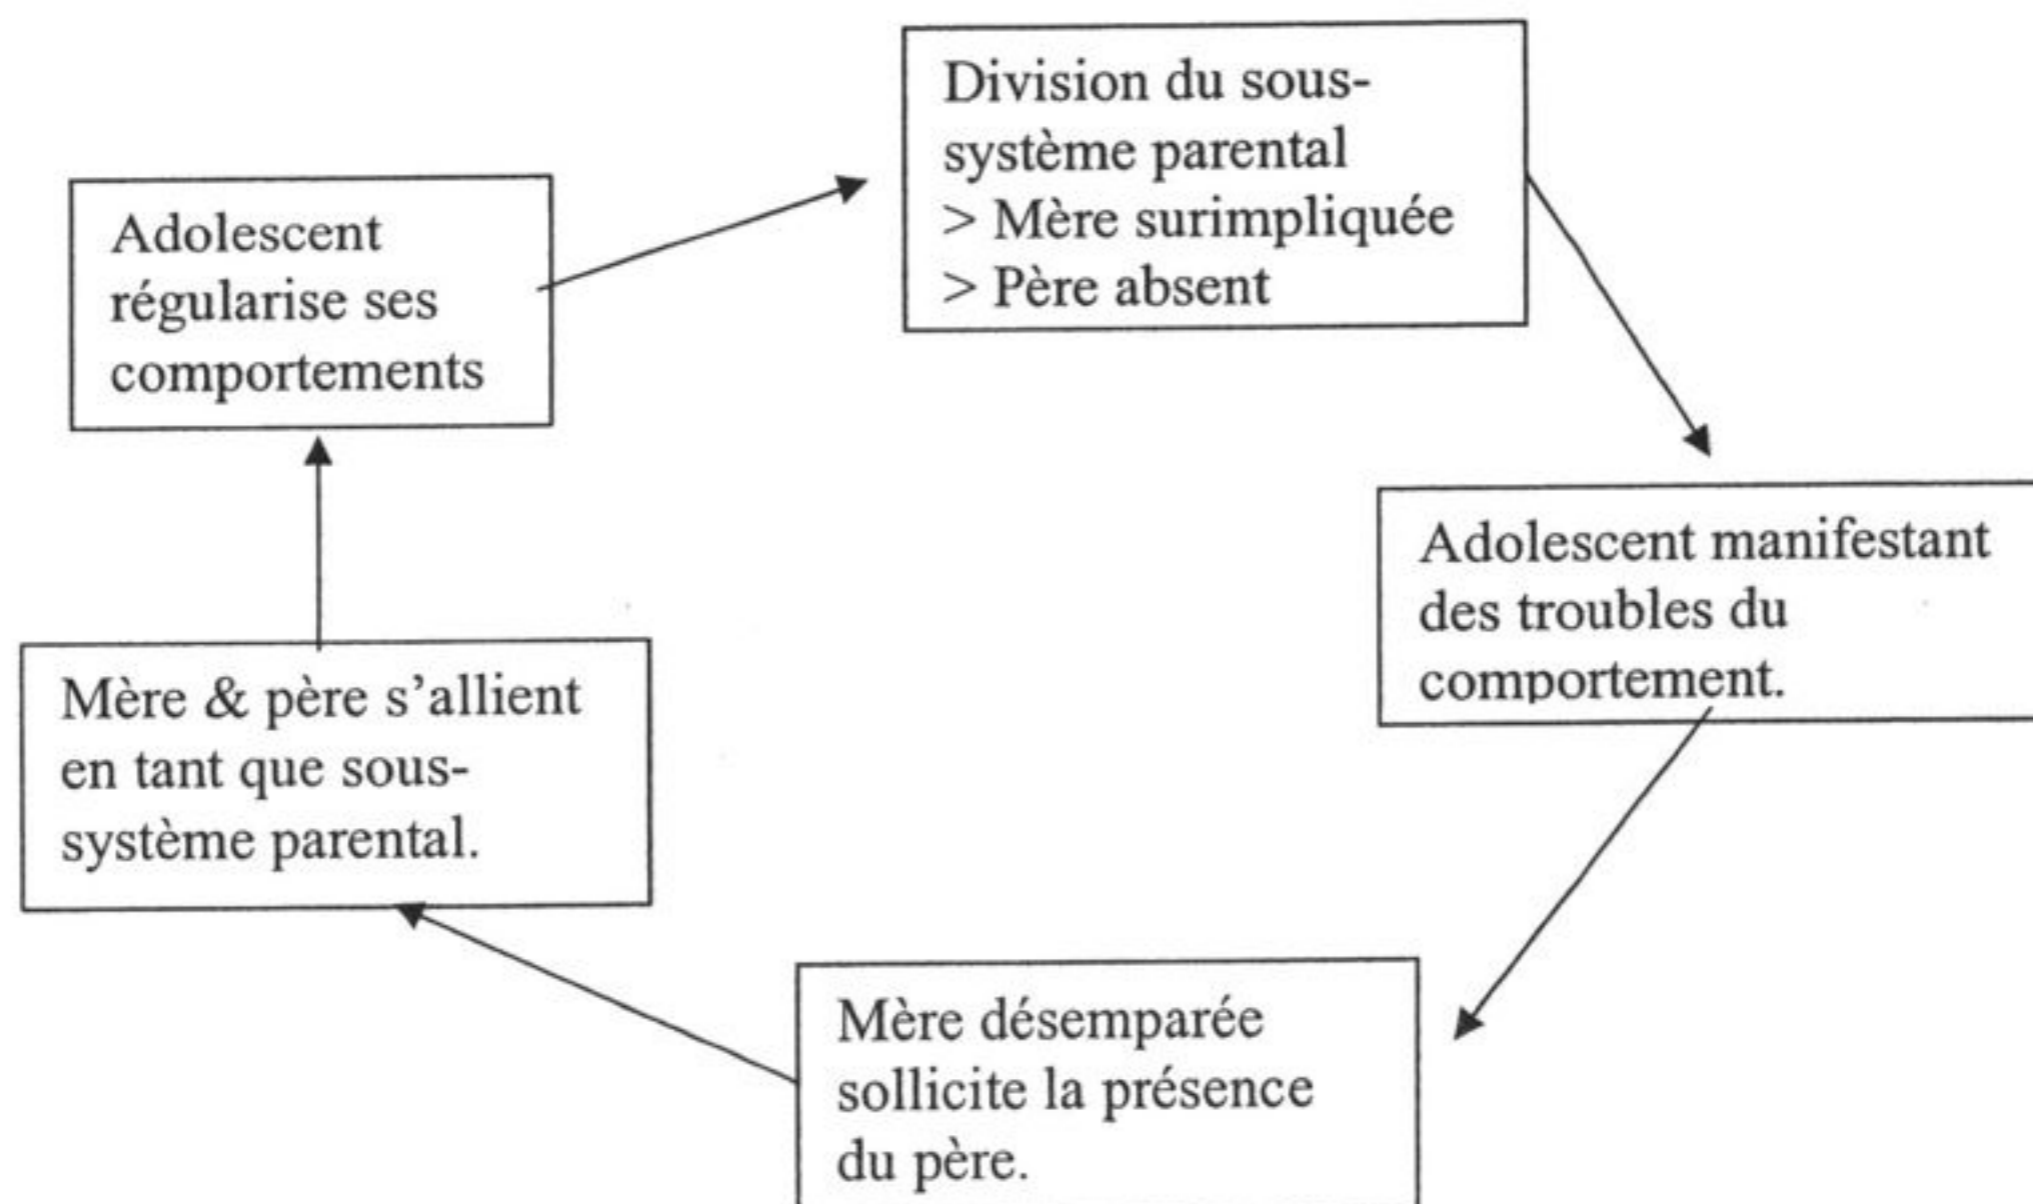 Division du sous-
système parental
> Mère surimpliquée
> Père absent
Adolescent
régularise ses
comportements
Adolescent manifestant
des troubles du
comportement.
Mère & père s'allient
en tant que sous-
système parental.
Mère désemparée
sollicite la présence
du père.